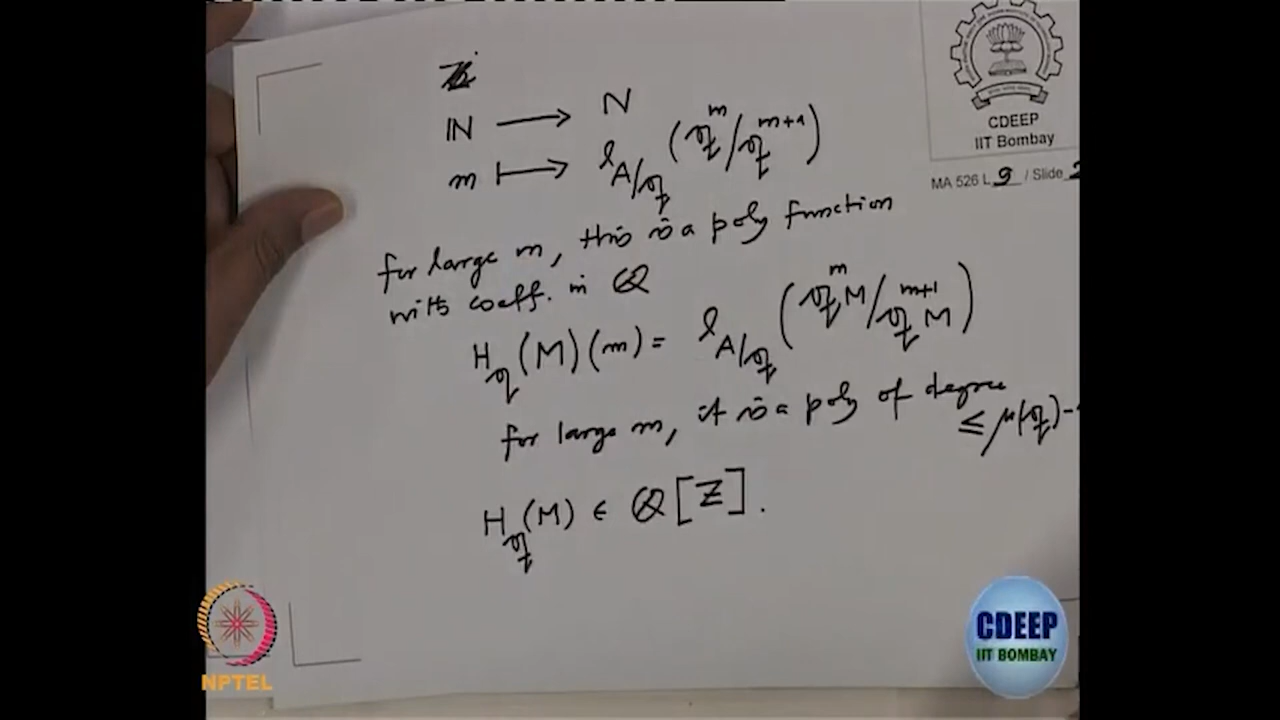 ℕ ⟶ N
m ⟼ l_{A/𝔮} (𝔮^m/𝔮^{m+1})
for large m, this is a poly function
with coeff. in ℚ
H_𝔮(M)(m) = l_{A/𝔮} (𝔮^m M/𝔮^{m+1} M)
for large m, it is a poly of degree
≤ μ(𝔮)-
H_𝔮(M) ∈ ℚ[Z].
CDEEP
IIT Bombay
MA 526 L 9 / Slide 2
NPTEL
CDEEP
IIT BOMBAY